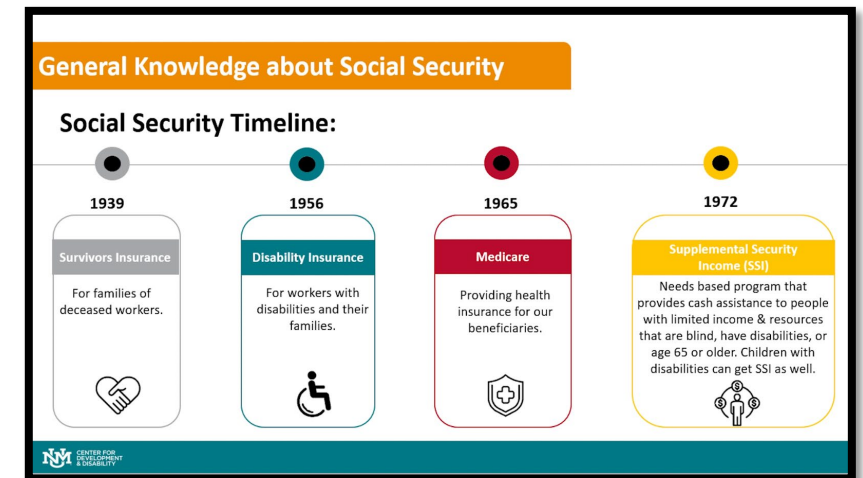 General Knowledge about Social Security
Social Security Timeline:
1939
Survivors Insurance
For families of
deceased workers.
1956
Disability Insurance
For workers with
disabilities and their
families.
1965
Medicare
Providing health
insurance for our
beneficiaries.
1972
Supplemental Security
Income (SSI)
Needs based program that
provides cash assistance to people
with limited income & resources
that are blind, have disabilities, or
age 65 or older. Children with
disabilities can get SSI as well.
$
$ $
UNM
CENTER FOR
DEVELOPMENT
& DISABILITY